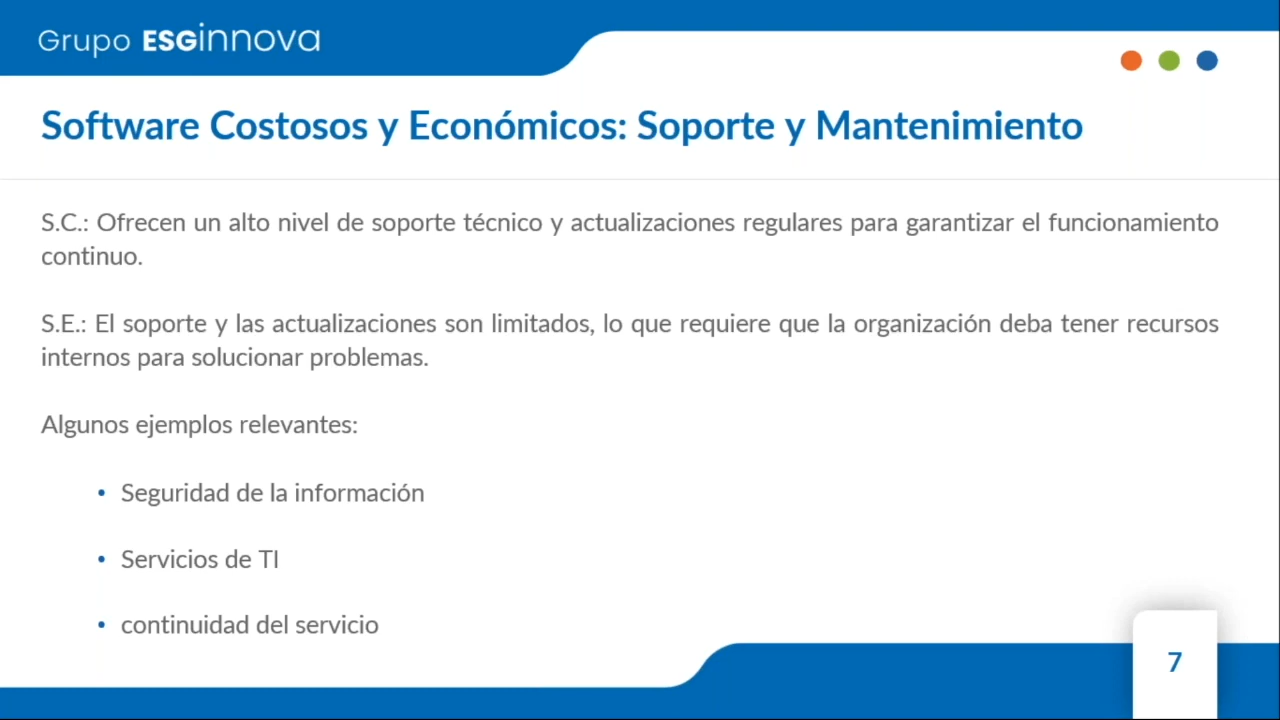 Grupo ESGinnova
Software Costosos y Económicos: Soporte y Mantenimiento
S.C.: Ofrecen un alto nivel de soporte técnico y actualizaciones regulares para garantizar el funcionamiento
continuo.
S.E.: El soporte y las actualizaciones son limitados, lo que requiere que la organización deba tener recursos
internos para solucionar problemas.
Algunos ejemplos relevantes:
• Seguridad de la información
• Servicios de TI
• continuidad del servicio
7